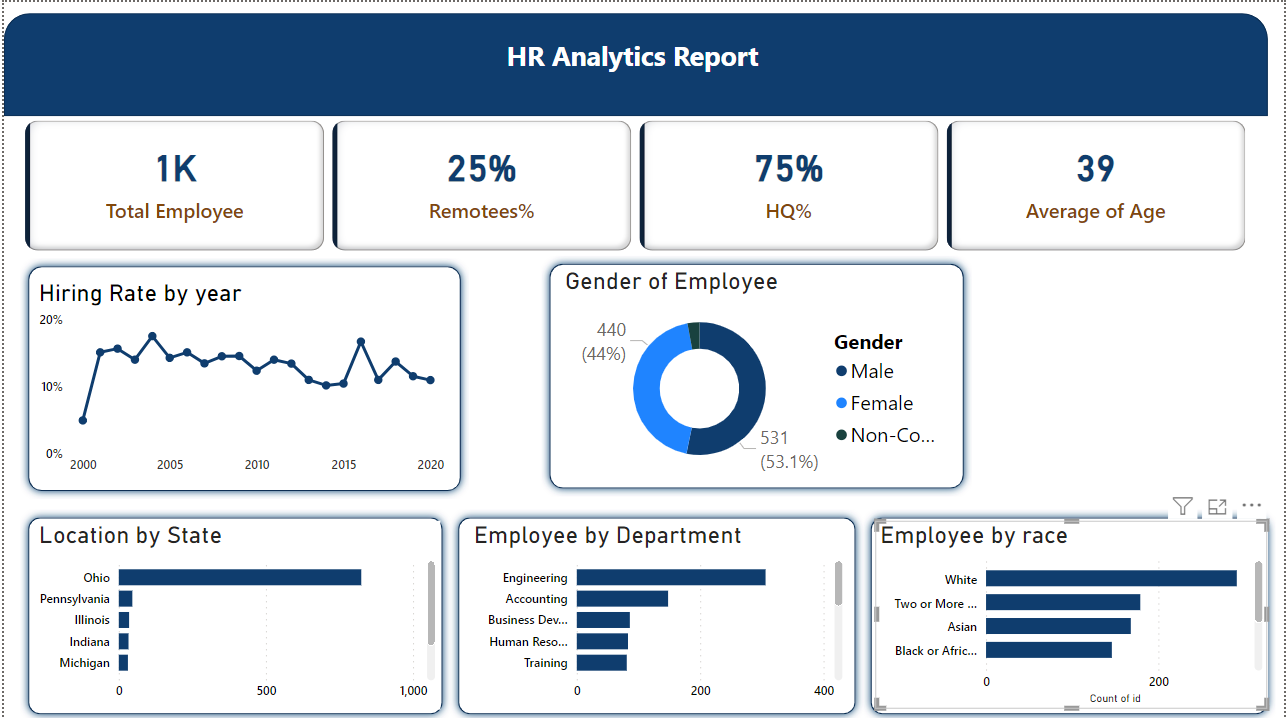 HR Analytics Report
1K
Total Employee
25%
Remotees%
75%
HQ%
39
Average of Age
Hiring Rate by year
20%
10%
0%
2000
2005
2010
2015
2020
Gender of Employee
440
(44%)
531
(53.1%)
Gender
Male
Female
Non-Co...
Location by State
Ohio
Pennsylvania
Illinois
Indiana
Michigan
0
500
1,000
Employee by Department
Engineering
Accounting
Business Dev...
Human Reso...
Training
0
200
400
Employee by race
White
Two or More ...
Asian
Black or Afric...
0
200
Count of id